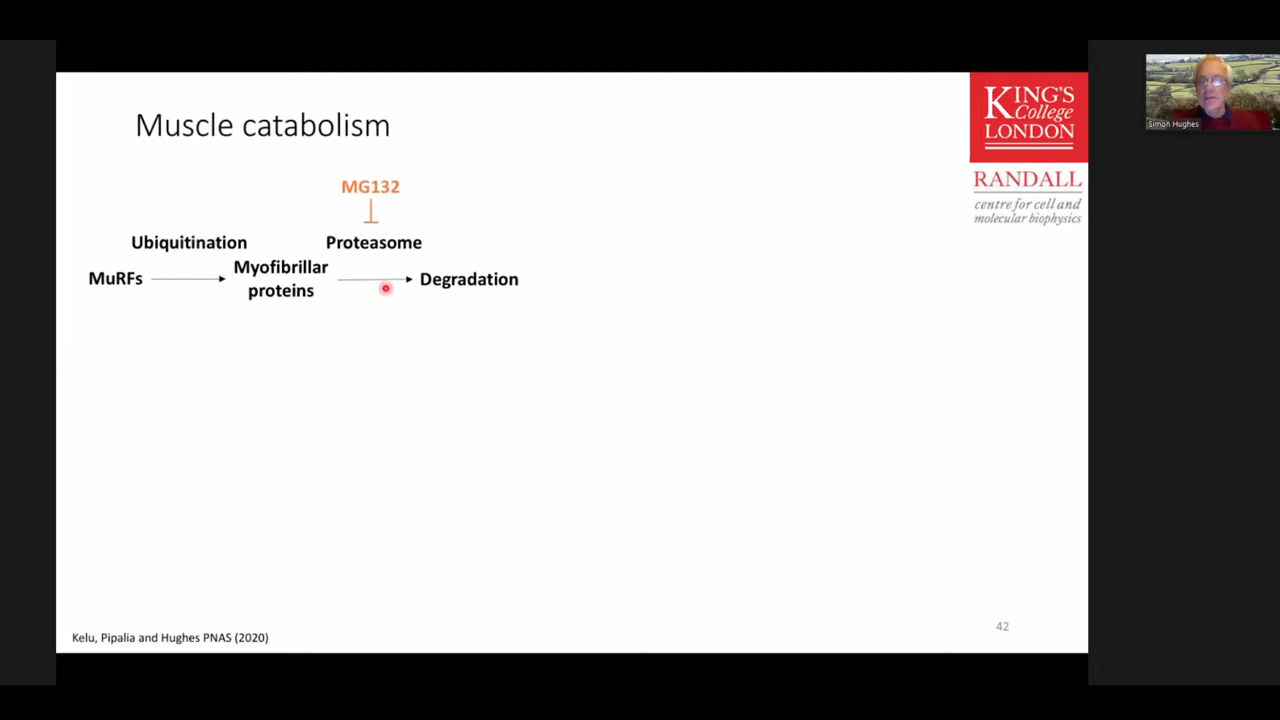 Muscle catabolism
KING'S
College
LONDON
RANDALL
centre for cell and
molecular biophysics
Simon Hughes
MG132
Ubiquitination
Proteasome
MuRFs
Myofibrillar
proteins
Degradation
Kelu, Pipalia and Hughes PNAS (2020)
42